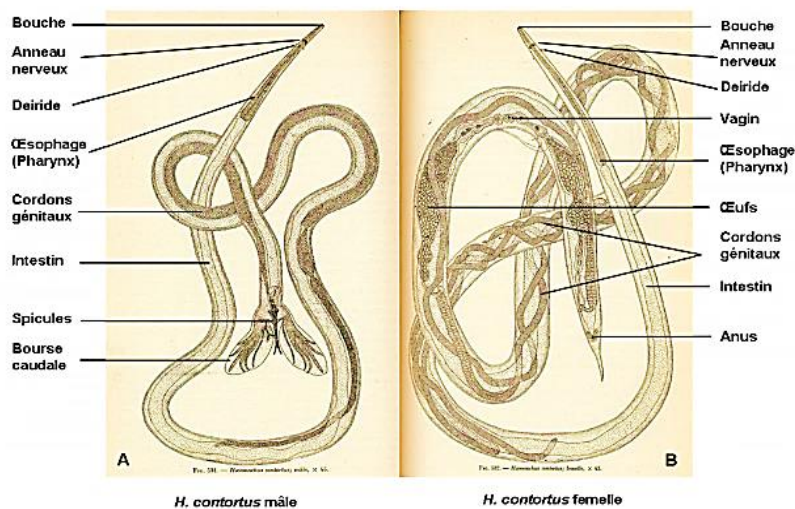 Bouche
Anneau
nerveux
Deiride
Œsophage
(Pharynx)
Cordons
génitaux
Intestin
Spicules
Bourse
caudale
A
H. contortus mâle
Bouche
Anneau
nerveux
Deiride
Vagin
Œsophage
(Pharynx)
Œufs
Cordons
génitaux
Intestin
Anus
B
H. contortus femelle